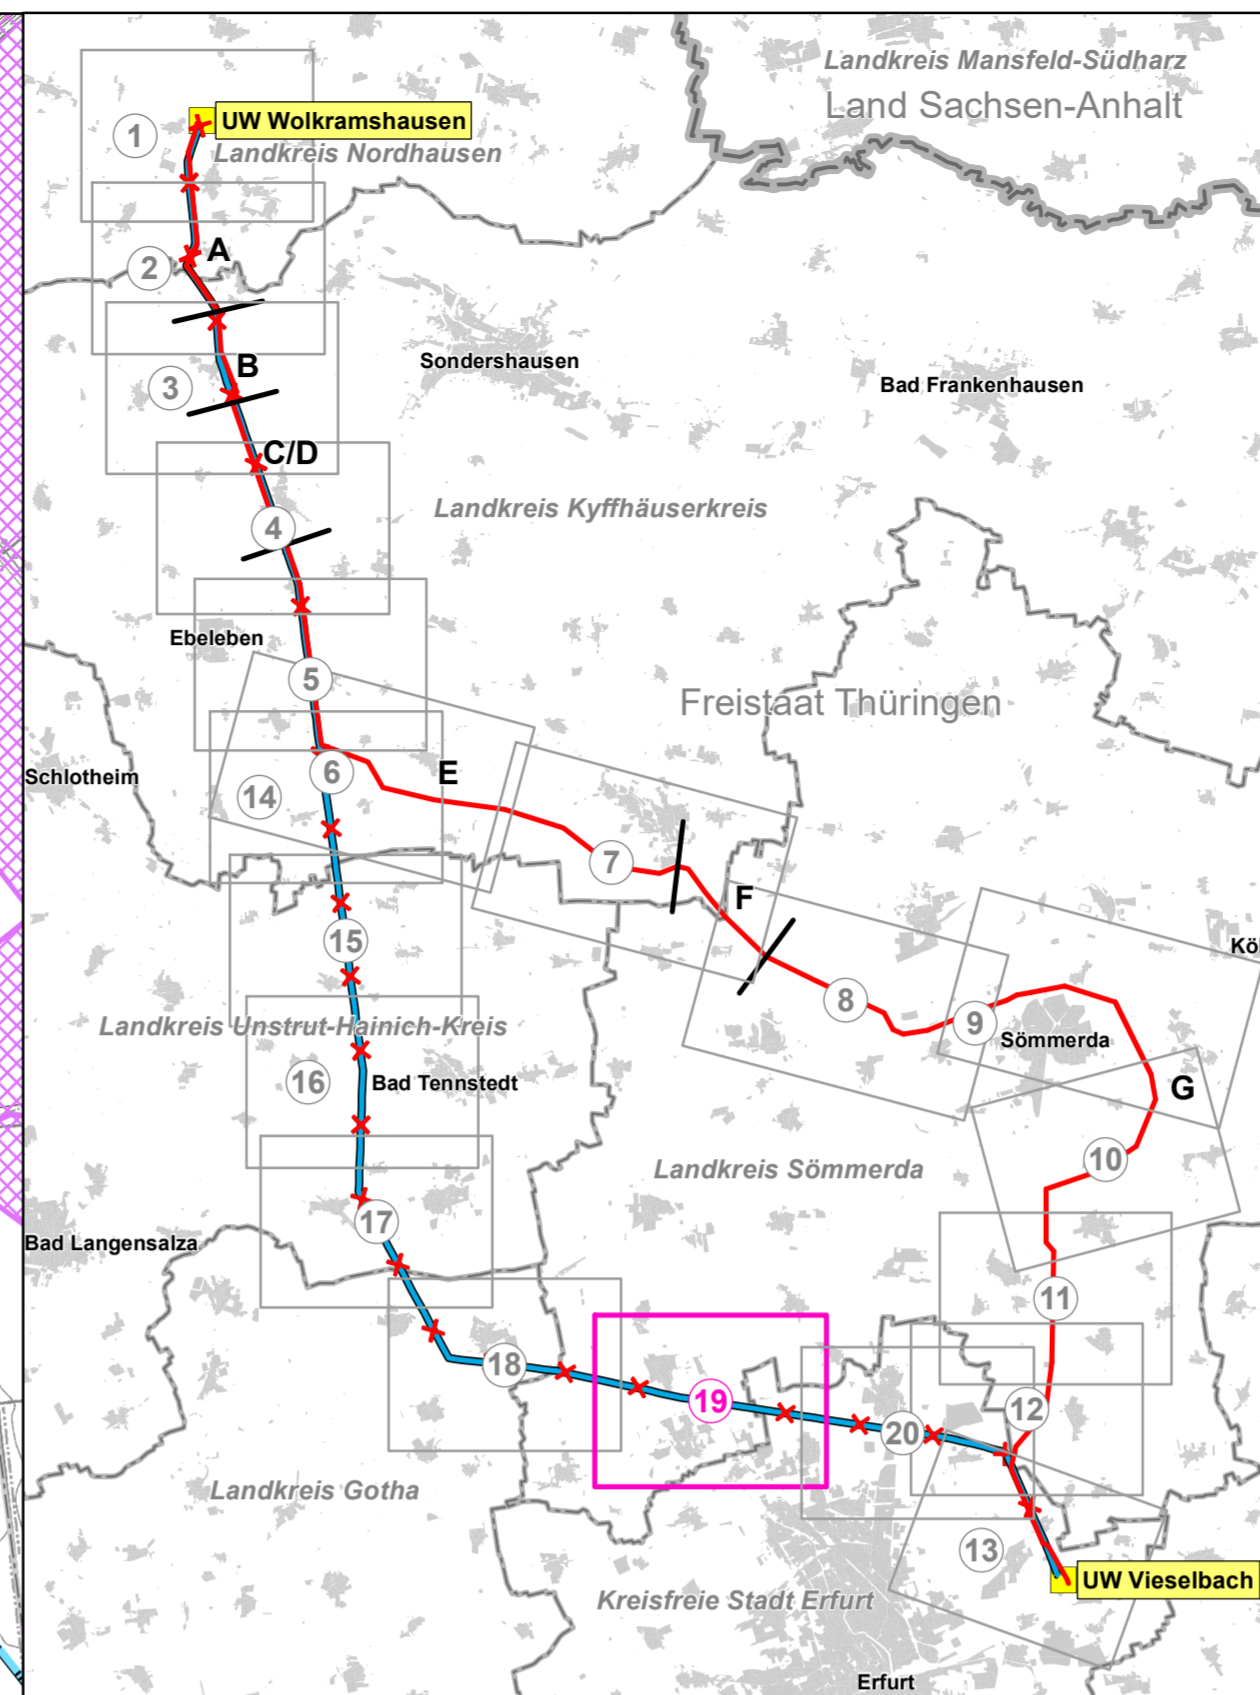 Landkreis Mansfeld-Südharz
Land Sachsen-Anhalt
UW Wolkramshausen
1
Landkreis Nordhausen
A
2
Sondershausen
B
3
Bad Frankenhausen
C/D
Landkreis Kyffhäuserkreis
4
Ebeleben
5
Freistaat Thüringen
Schlotheim
6
E
14
7
F
15
Kö
8
9
Landkreis Unstrut-Hainich-Kreis
Sömmerda
16
Bad Tennstedt
G
10
Landkreis Sömmerda
17
Bad Langensalza
11
18
19
12
20
Landkreis Gotha
13
UW Vieselbach
Kreisfreie Stadt Erfurt
Erfurt